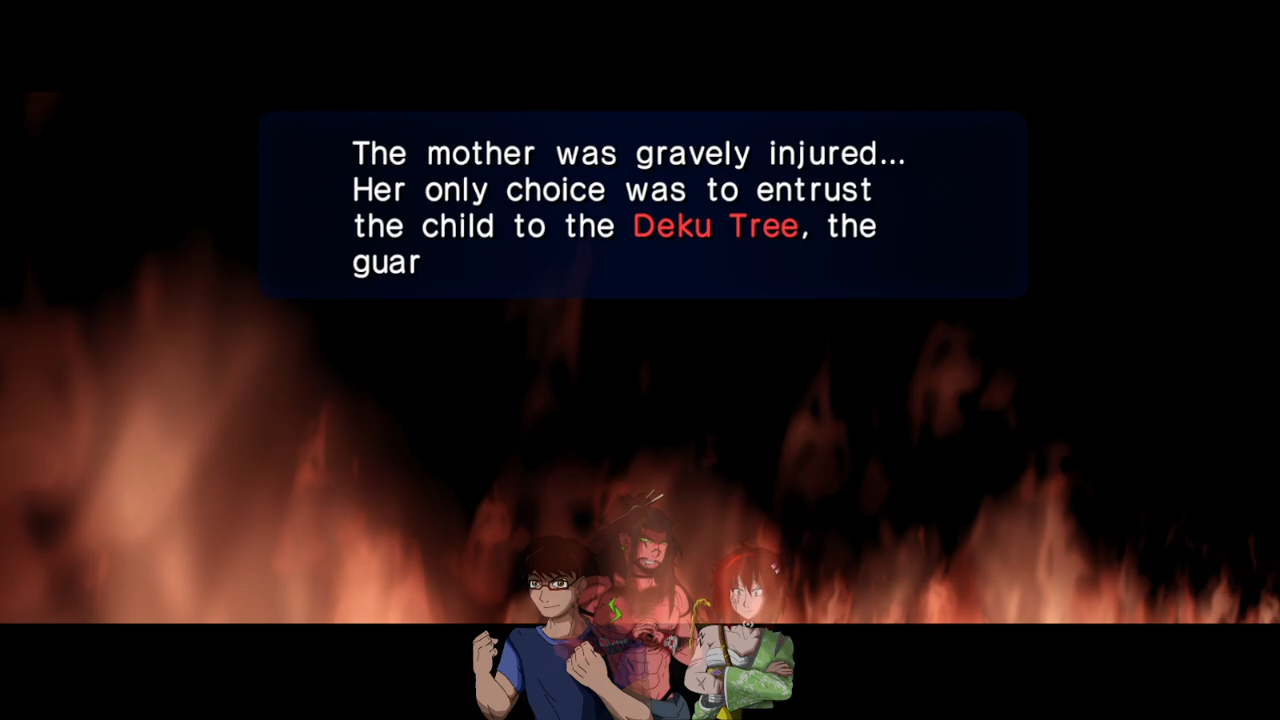 The mother was gravely injured...
Her only choice was to entrust
the child to the Deku Tree, the
guar